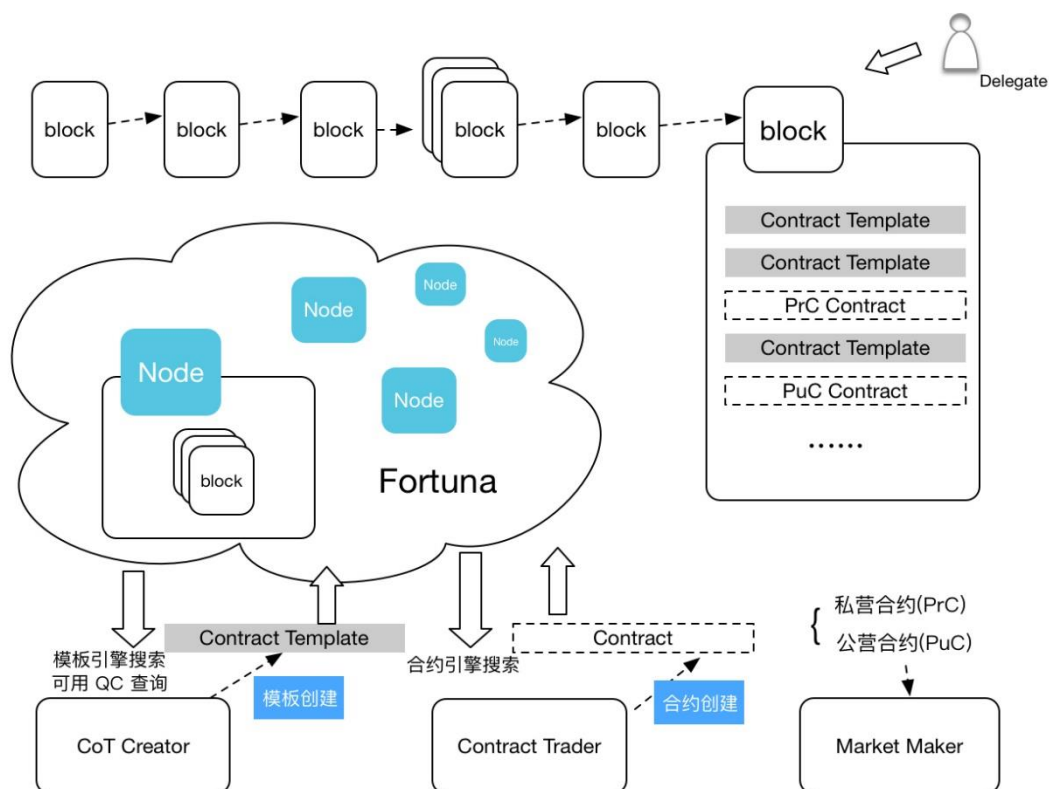 Delegate
block
block
block
block
block
block
Contract Template
Contract Template
PrC Contract
Contract Template
PuC Contract
......
Node
Node
Node
Node
Node
block
Fortuna
模板引擎搜索
可用 QC 查询
Contract Template
模板创建
CoT Creator
合约引擎搜索
Contract
合约创建
Contract Trader
{ 私营合约(PrC)
公营合约(PuC)
Market Maker